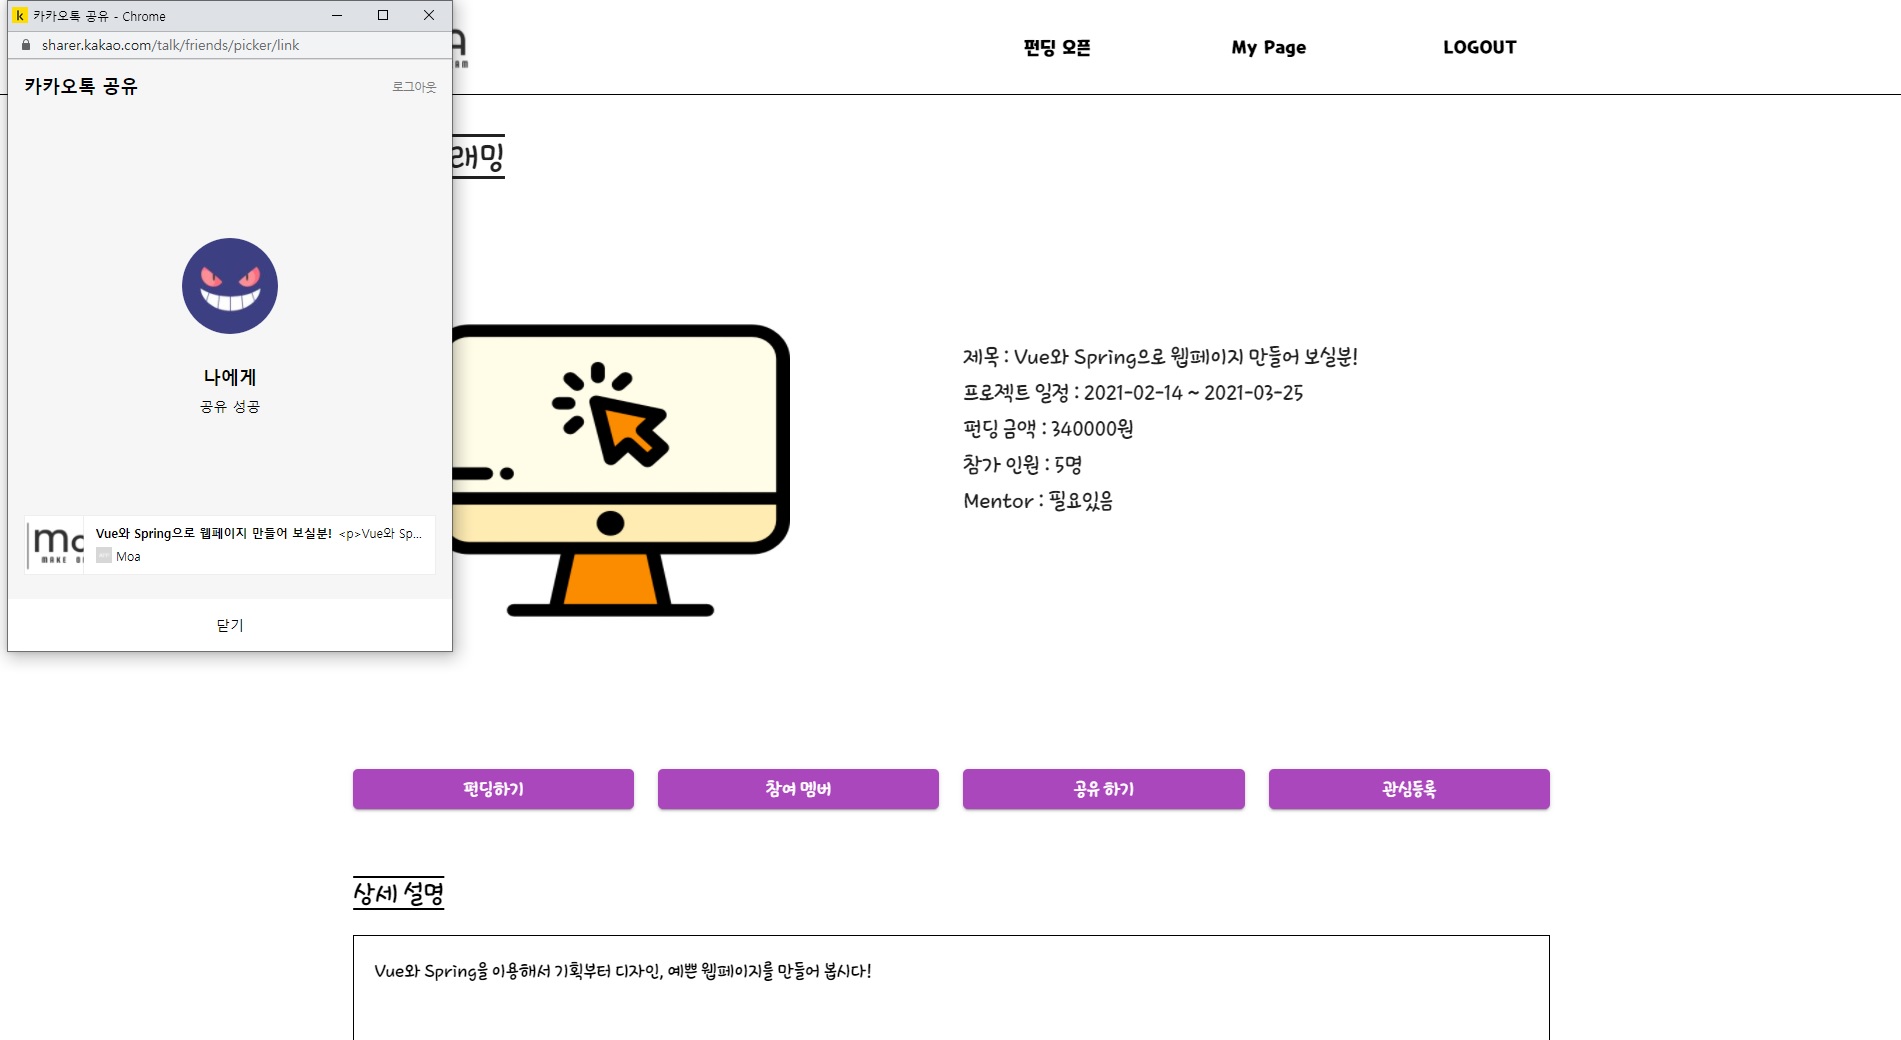 카카오톡 공유 - Chrome
sharer.kakao.com/talk/friends/picker/link
카카오톡 공유
로그아웃
나에게
공유 성공
MAKE
Vue와 Spring으로 웹페이지 만들어 보실분! <p>Vue와 Sp...
Moa
닫기
펀딩 오픈
My Page
LOGOUT
래밍
제목 : Vue와 Spring으로 웹페이지 만들어 보실분!
프로젝트 일정 : 2021-02-14 ~ 2021-03-25
펀딩 금액 : 340000원
참가 인원 : 5명
Mentor : 필요있음
펀딩하기
참여 멤버
공유 하기
관심등록
상세 설명
Vue와 Spring을 이용해서 기획부터 디자인, 예쁜 웹페이지를 만들어 봅시다!